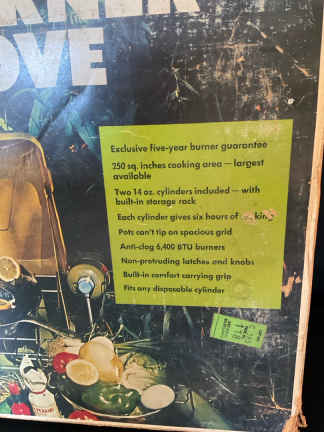 OVE
Exclusive five-year burner guarantee
250 sq. inches cooking area — largest
available
Two 14 oz. cylinders included — with
built-in storage rack
Each cylinder gives six hours of
Pots can't tip on spacious grid
Anti-clog 6,400 BTU burners
Non-protruding latches and knobs
Built-in comfort carrying grip
Fits any disposable cylinder